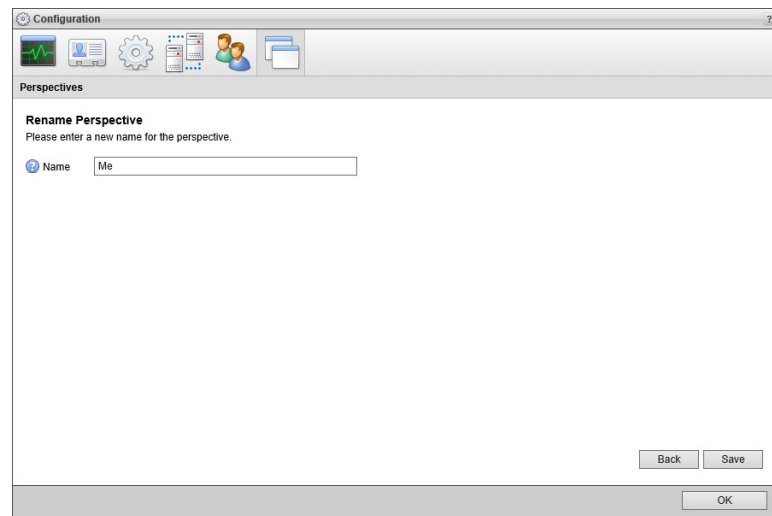 Configuration
?
Perspectives
Rename Perspective
Please enter a new name for the perspective.
? Name Me
Back Save
OK